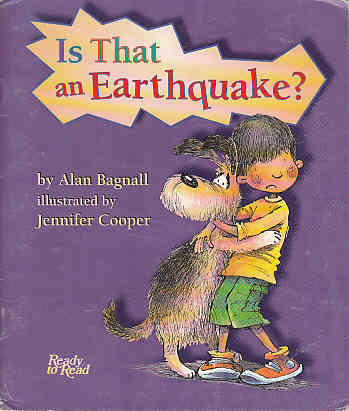 Is That
an Earthquake?
by Alan Bagnall
illustrated by
Jennifer Cooper
Ready
to Read